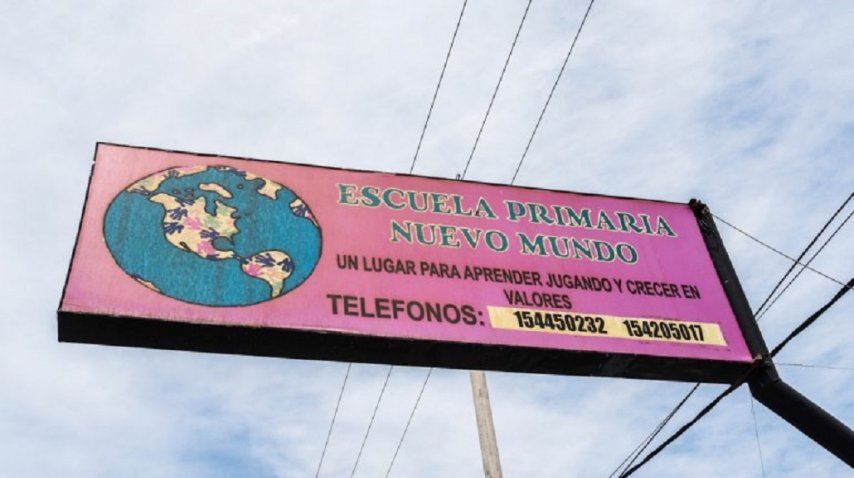 ESCUELA PRIMARIA
NUEVO MUNDO
UN LUGAR PARA APRENDER JUGANDO Y CRECER EN
VALORES
TELEFONOS: 154450232 154205017